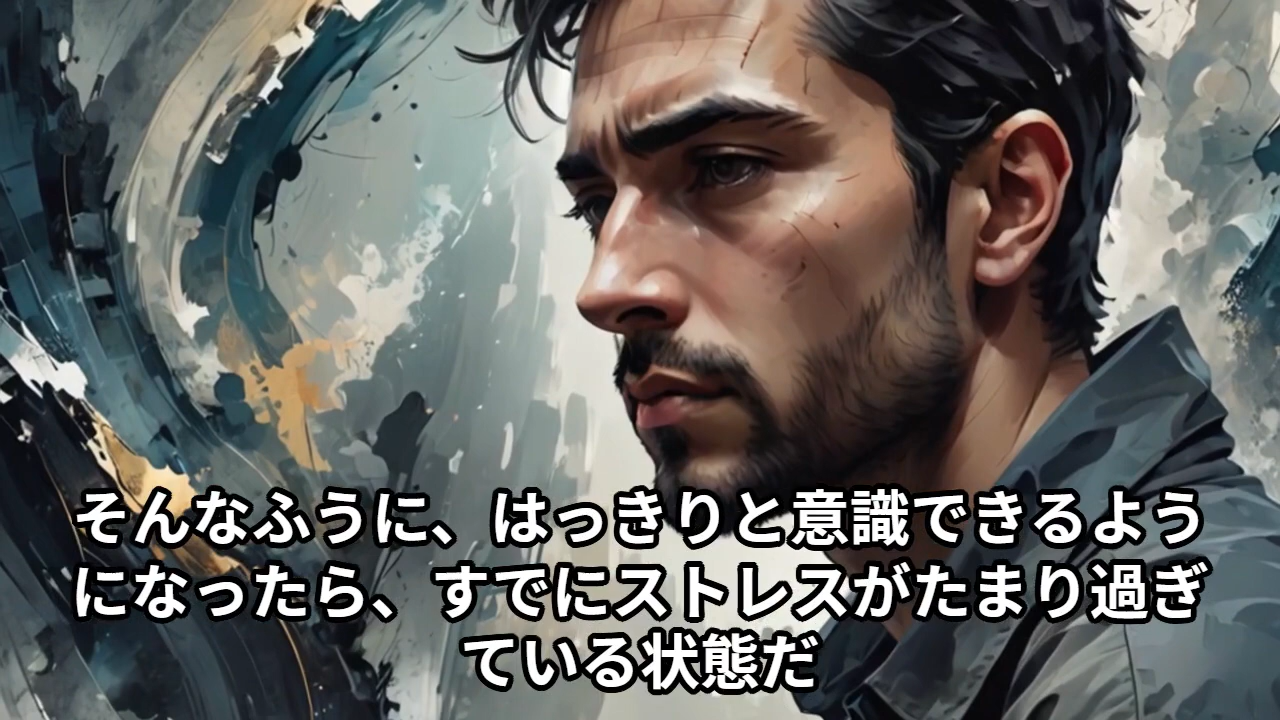 そんなふうに、はっきりと意識できるよう
になったら、すでにストレスがたまり過ぎ
ている状態だ